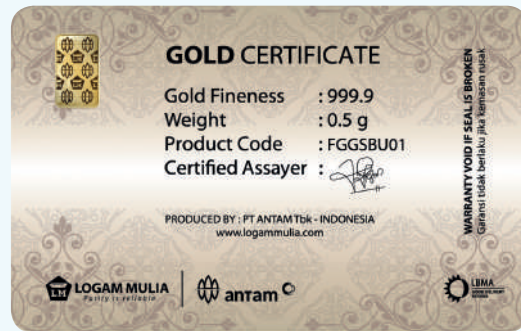 GOLD CERTIFICATE
Gold Fineness : 999.9
Weight : 0.5 g
Product Code : FGGSBU01
Certified Assayer :
PRODUCED BY : PT ANTAM Tbk - INDONESIA
www.logammulia.com
LM LOGAM MULIA
Purity is reliable
antam
LBMA
WARRANTY VOID IF SEAL IS BROKEN
Garansi tidak berlaku jika kemasan rusak